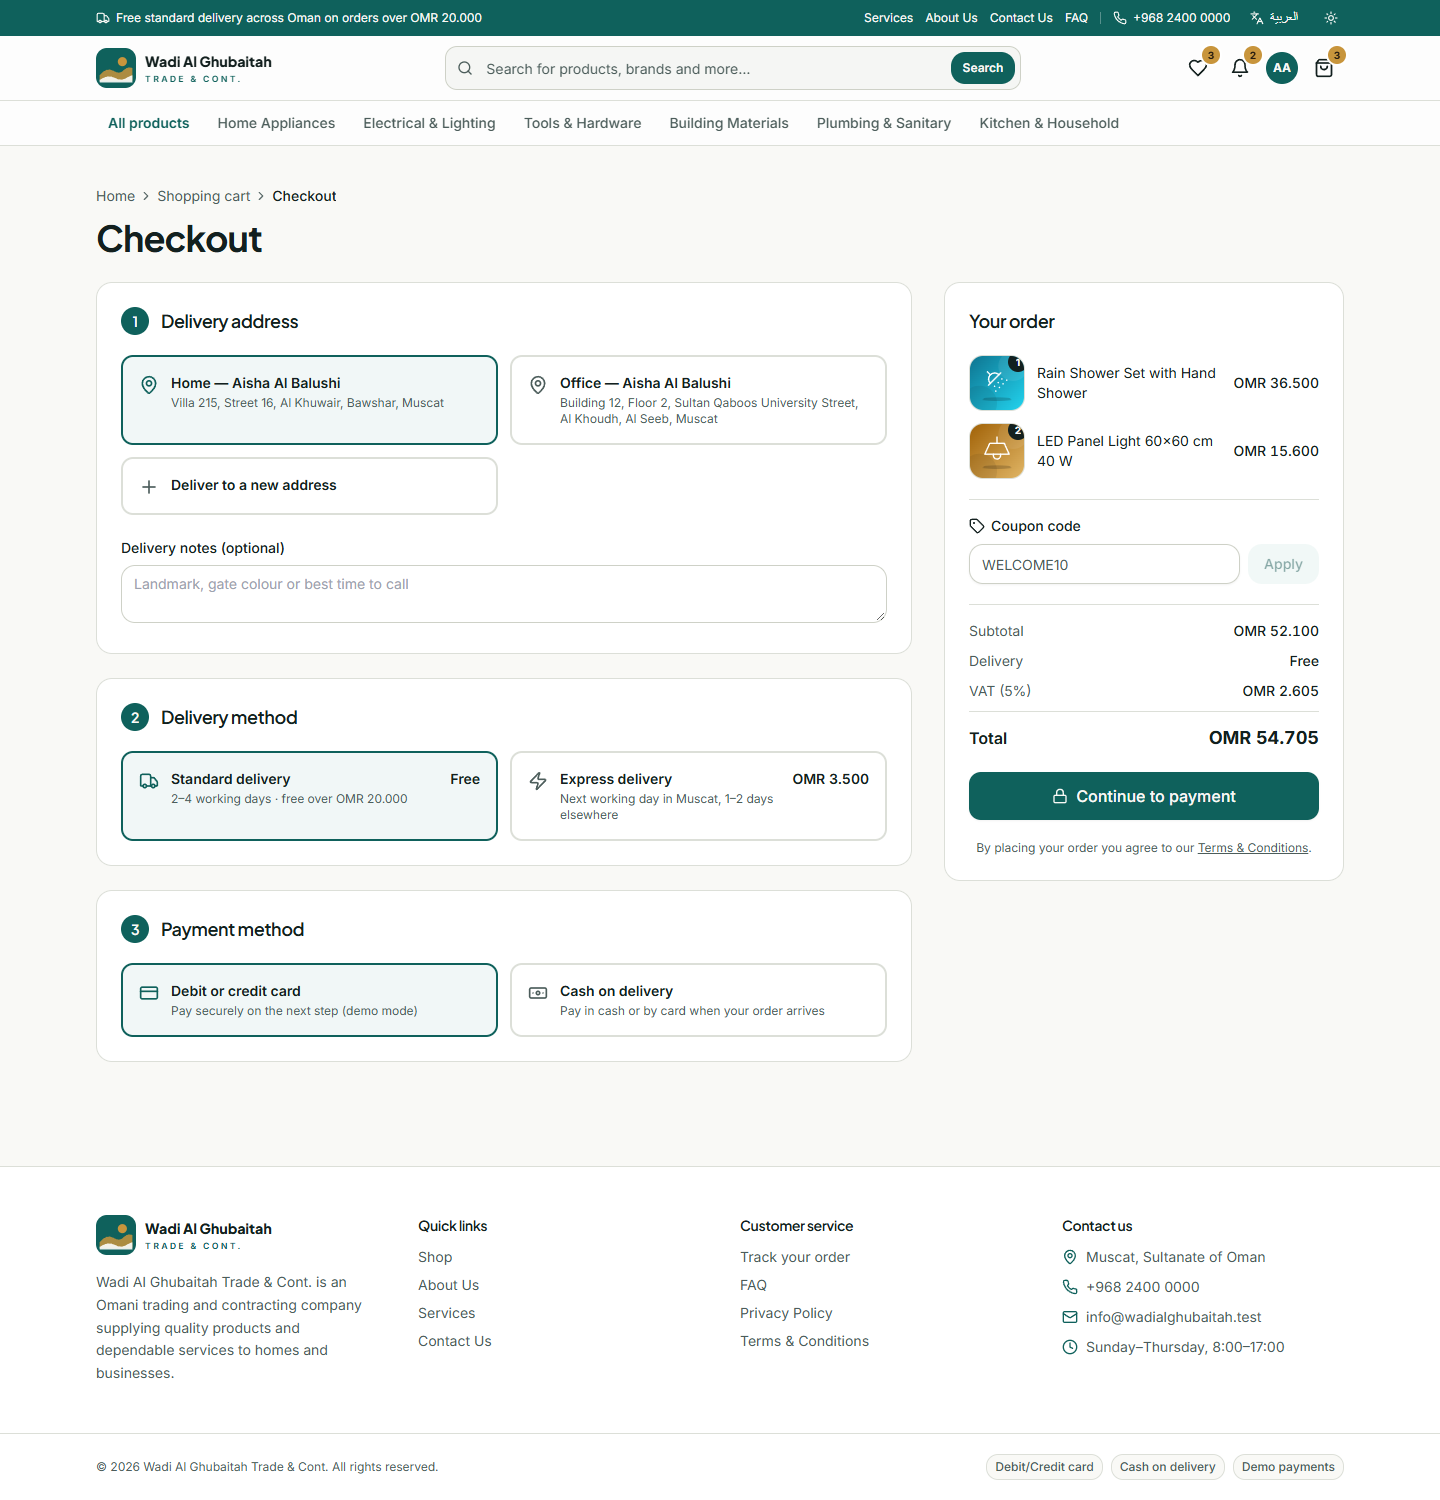 Free standard delivery across Oman on orders over OMR 20.000
Services About Us Contact Us FAQ +968 2400 0000 العربية
Wadi Al Ghubaitah
TRADE & CONT.
Search for products, brands and more...
Search
3
2
AA
3
All products Home Appliances Electrical & Lighting Tools & Hardware Building Materials Plumbing & Sanitary Kitchen & Household
Home > Shopping cart > Checkout
Checkout
1 Delivery address
Home — Aisha Al Balushi
Villa 215, Street 16, Al Khuwair, Bawshar, Muscat
Office — Aisha Al Balushi
Building 12, Floor 2, Sultan Qaboos University Street,
Al Khoudh, Al Seeb, Muscat
Deliver to a new address
Delivery notes (optional)
Landmark, gate colour or best time to call
2 Delivery method
Standard delivery Free
2–4 working days · free over OMR 20.000
Express delivery OMR 3.500
Next working day in Muscat, 1–2 days
elsewhere
3 Payment method
Debit or credit card
Pay securely on the next step (demo mode)
Cash on delivery
Pay in cash or by card when your order arrives
Your order
1
Rain Shower Set with Hand
Shower
OMR 36.500
2
LED Panel Light 60×60 cm
40 W
OMR 15.600
Coupon code
WELCOME10
Apply
Subtotal OMR 52.100
Delivery Free
VAT (5%) OMR 2.605
Total OMR 54.705
Continue to payment
By placing your order you agree to our Terms & Conditions.
Wadi Al Ghubaitah
TRADE & CONT.
Wadi Al Ghubaitah Trade & Cont. is an
Omani trading and contracting company
supplying quality products and
dependable services to homes and
businesses.
Quick links
Shop
About Us
Services
Contact Us
Customer service
Track your order
FAQ
Privacy Policy
Terms & Conditions
Contact us
Muscat, Sultanate of Oman
+968 2400 0000
info@wadialghubaitah.test
Sunday–Thursday, 8:00–17:00
© 2026 Wadi Al Ghubaitah Trade & Cont. All rights reserved.
Debit/Credit card Cash on delivery Demo payments